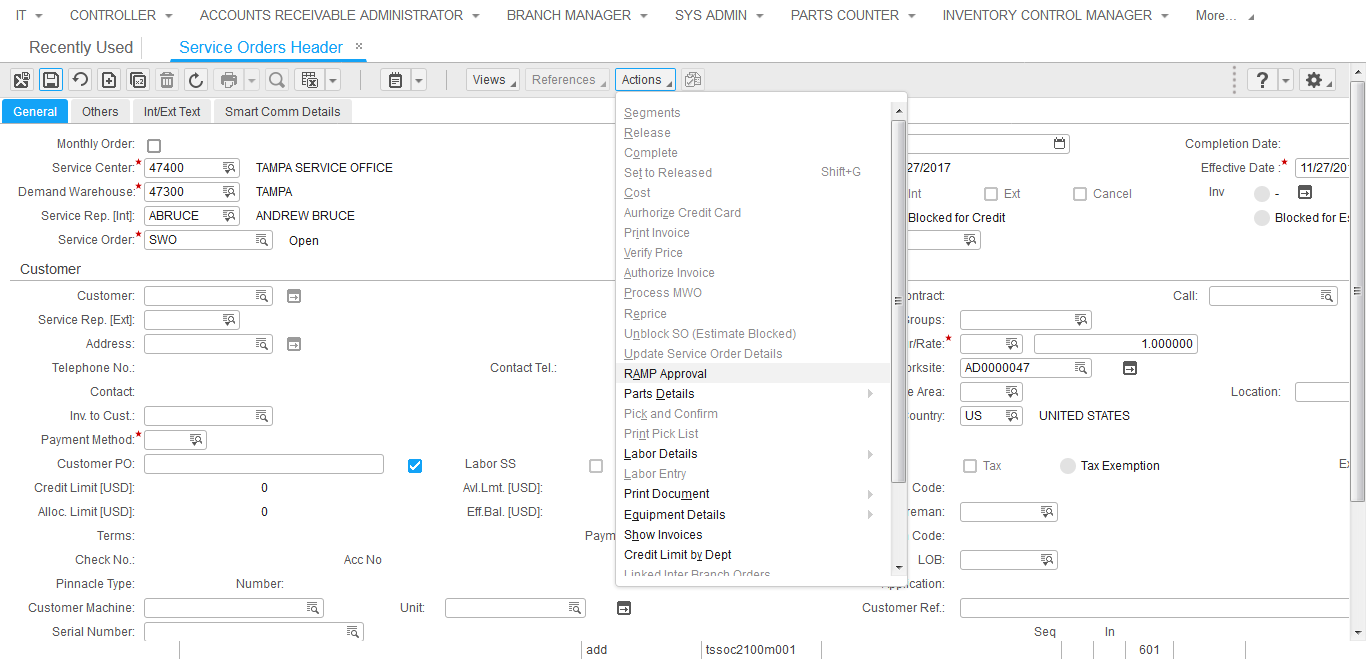 IT CONTROLLER ACCOUNTS RECEIVABLE ADMINISTRATOR BRANCH MANAGER SYS ADMIN PARTS COUNTER INVENTORY CONTROL MANAGER More...
Recently Used Service Orders Header ×
Views References Actions ?
General Others Int/Ext Text Smart Comm Details
Monthly Order: Completion Date:
Service Center:* 47400 TAMPA SERVICE OFFICE 27/2017 Effective Date :* 11/27/20
Demand Warehouse:* 47300 TAMPA Int Ext Cancel Inv -
Service Rep. [Int]: ABRUCE ANDREW BRUCE Blocked for Credit Blocked for Es
Service Order:* SWO Open
Customer
Customer: ontract: Call:
Service Rep. [Ext]: Groups:
Address: r/Rate:* 1.000000
Telephone No.: Contact Tel.: orksite: AD0000047
Contact: e Area: Location:
Inv. to Cust.: Country: US UNITED STATES
Payment Method:*
Customer PO: Labor SS Tax Tax Exemption Ex
Credit Limit [USD]: 0 Avl.Lmt. [USD]: Code:
Alloc. Limit [USD]: 0 Eff.Bal. [USD]: reman:
Terms: Paym Code:
Check No.: Acc No LOB:
Pinnacle Type: Number: Application:
Customer Machine: Unit: Customer Ref.:
Serial Number: Seq In
add tssoc2100m001 601
Segments
Release
Complete
Set to Released Shift+G
Cost
Aurhorize Credit Card
Print Invoice
Verify Price
Authorize Invoice
Process MWO
Reprice
Unblock SO (Estimate Blocked)
Update Service Order Details
RAMP Approval
Parts Details
Pick and Confirm
Print Pick List
Labor Details
Labor Entry
Print Document
Equipment Details
Show Invoices
Credit Limit by Dept
Linked Inter Branch Orders